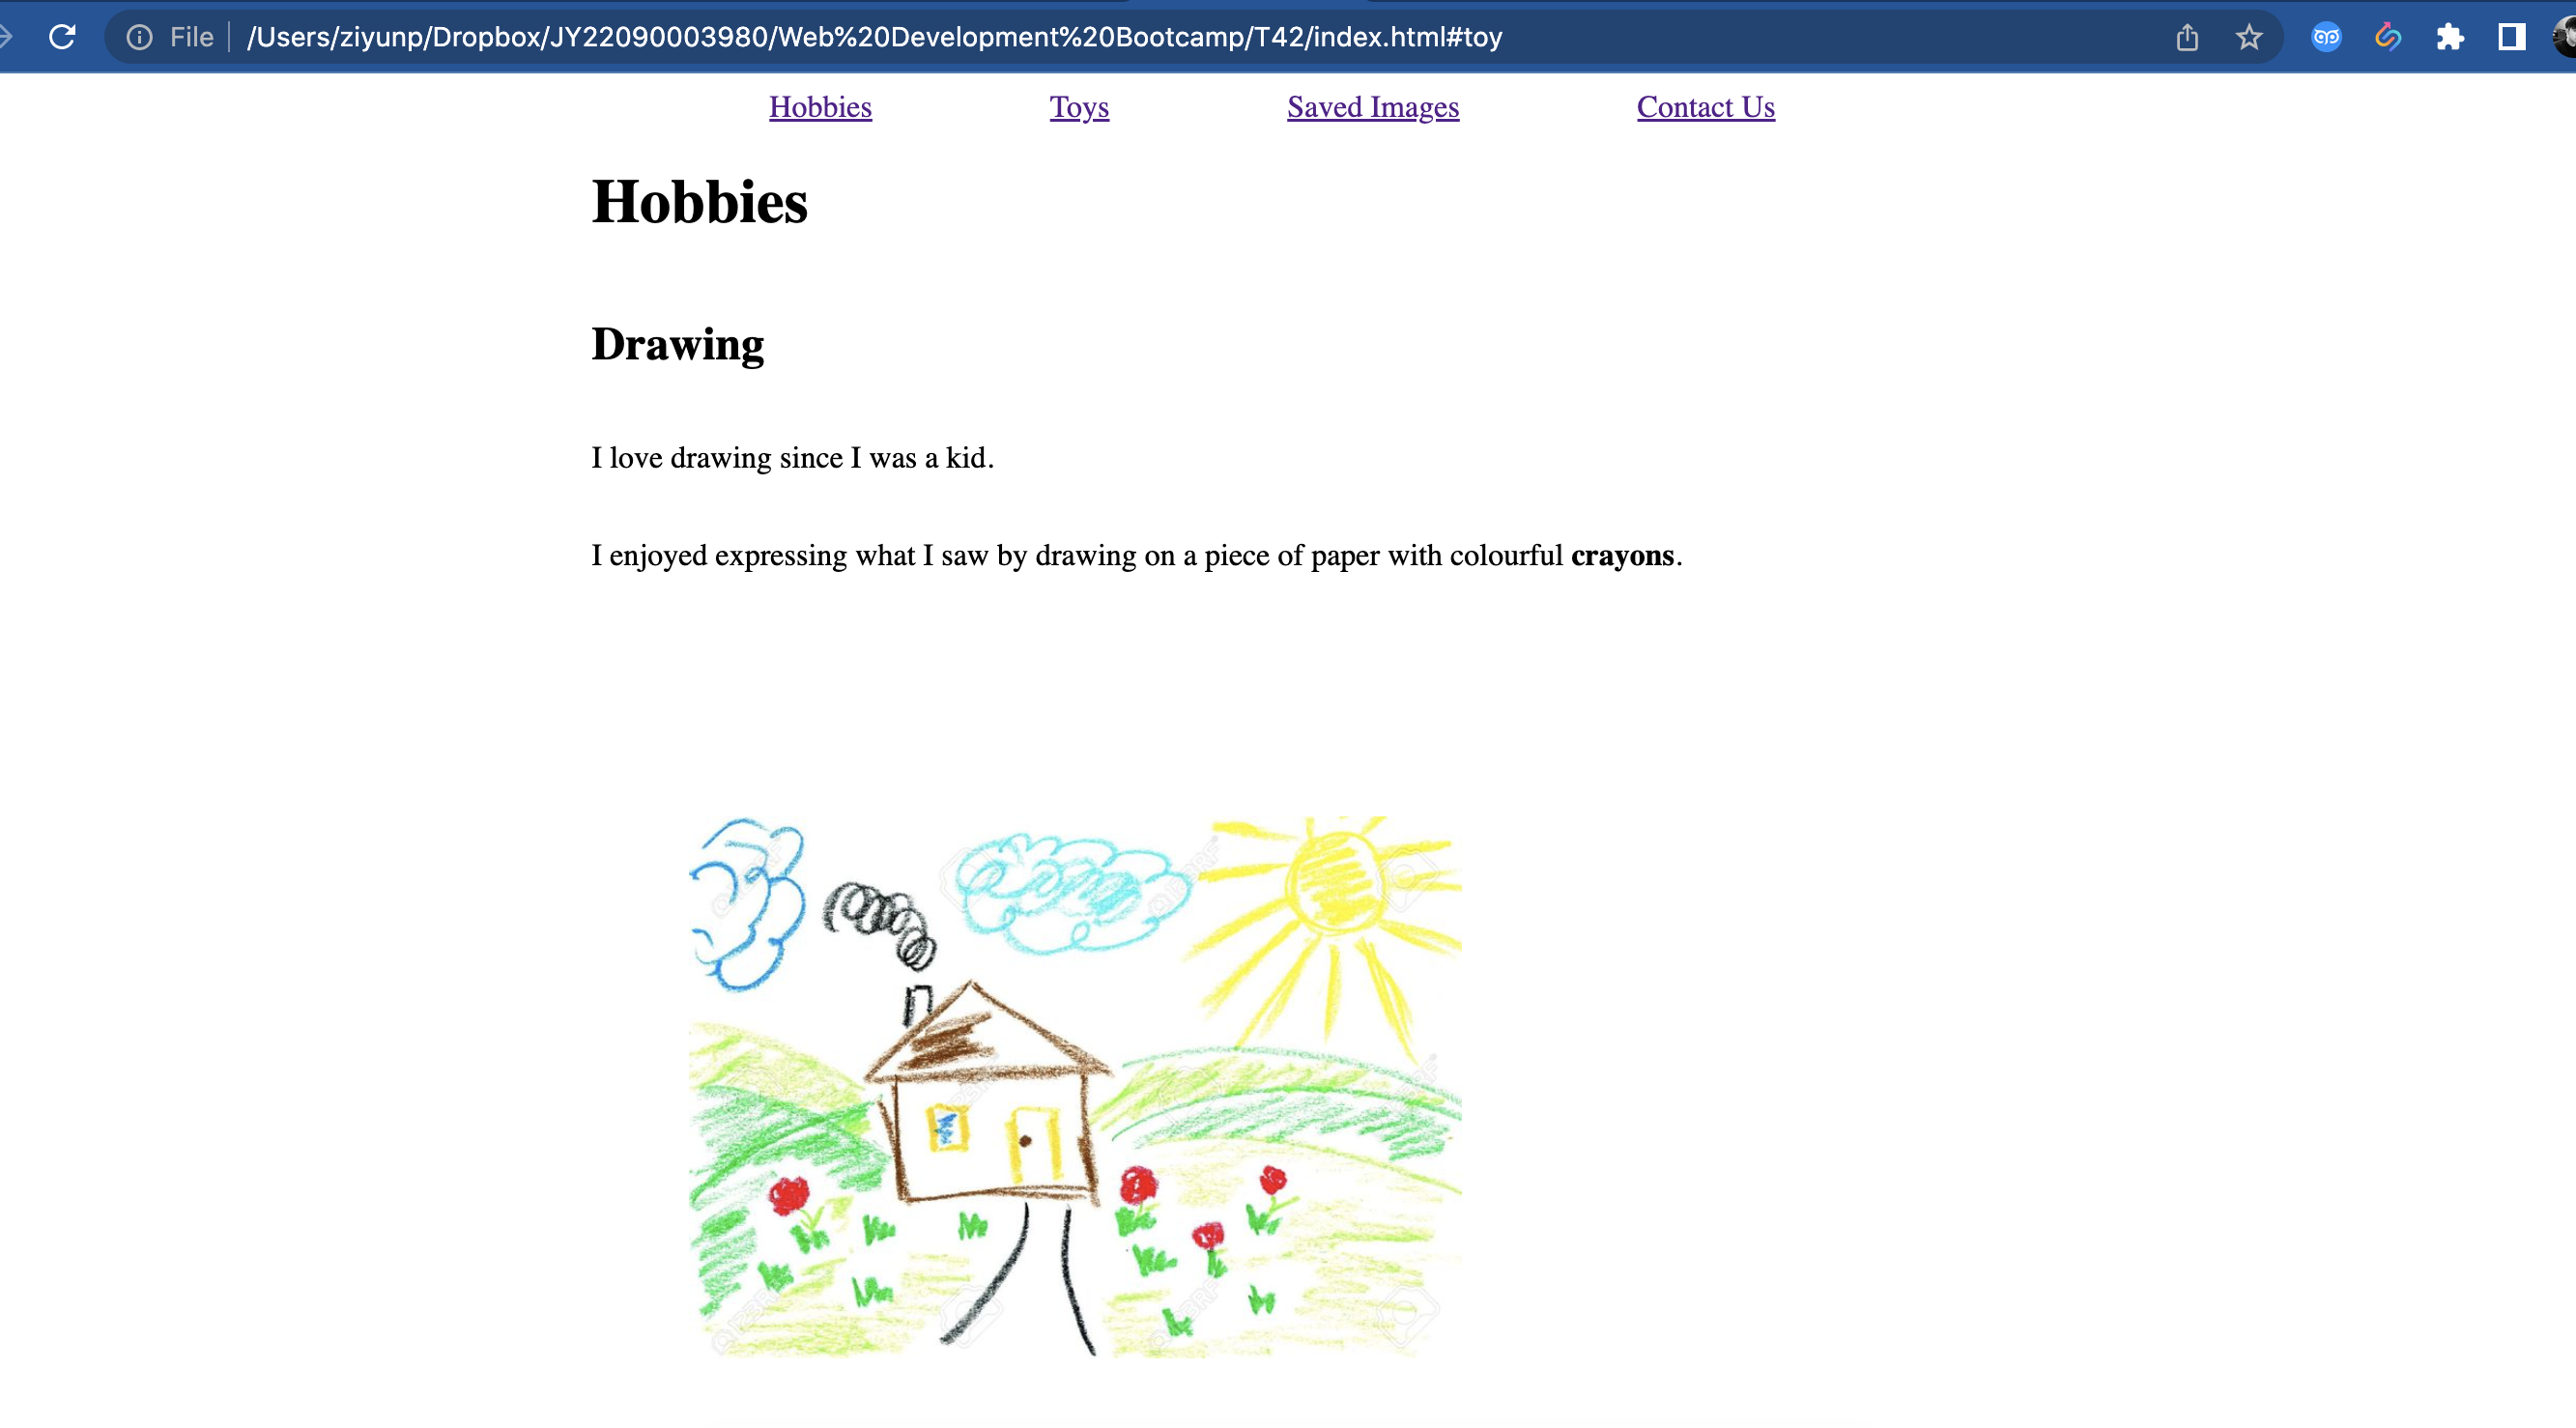 File | /Users/ziyunp/Dropbox/JY22090003980/Web%20Development%20Bootcamp/T42/index.html#toy
Hobbies Toys Saved Images Contact Us
Hobbies
Drawing
I love drawing since I was a kid.
I enjoyed expressing what I saw by drawing on a piece of paper with colourful crayons.